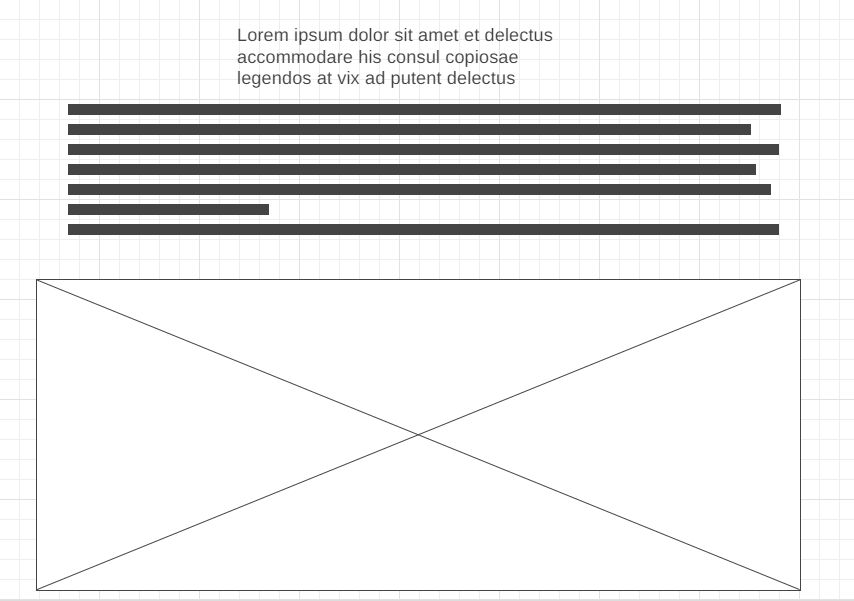 Lorem ipsum dolor sit amet et delectus
accommodare his consul copiosae
legendos at vix ad putent delectus